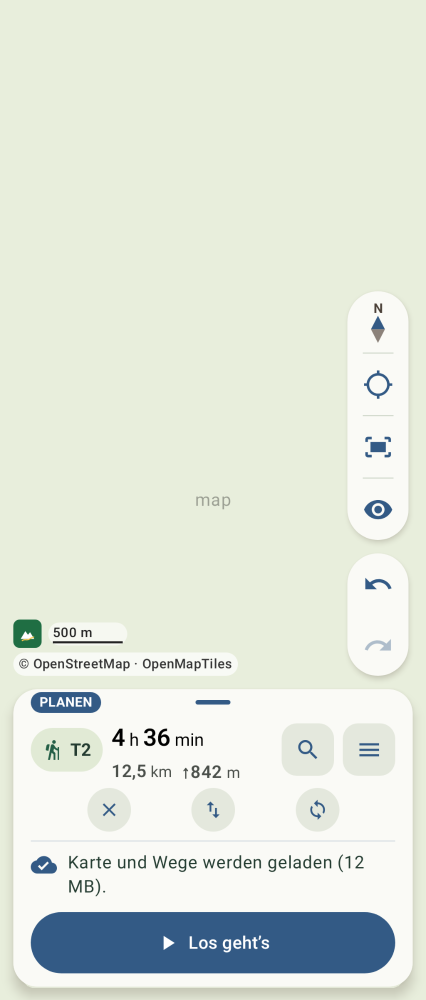 N
map
500 m
© OpenStreetMap · OpenMapTiles
PLANEN
T2
4 h 36 min
12,5 km ↑842 m
Karte und Wege werden geladen (12
MB).
Los geht’s